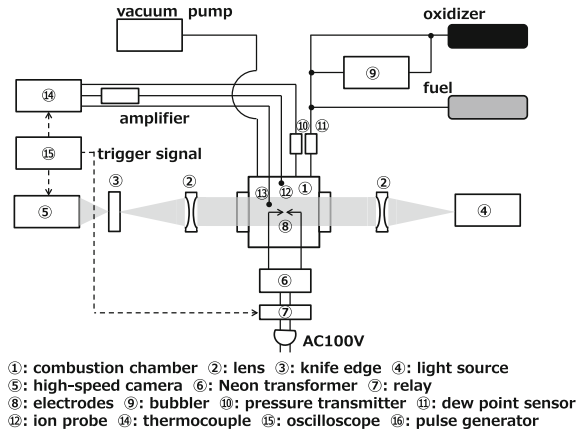 vacuum pump
oxidizer
⑨
fuel
⑭
amplifier
⑩ ⑪
⑮
trigger signal
③
②
⑬
⑫
①
②
⑤
④
⑧
⑥
⑦
AC100V
①: combustion chamber ②: lens ③: knife edge ④: light source
⑤: high-speed camera ⑥: Neon transformer ⑦: relay
⑧: electrodes ⑨: bubbler ⑩: pressure transmitter ⑪: dew point sensor
⑫: ion probe ⑭: thermocouple ⑮: oscilloscope ⑯: pulse generator